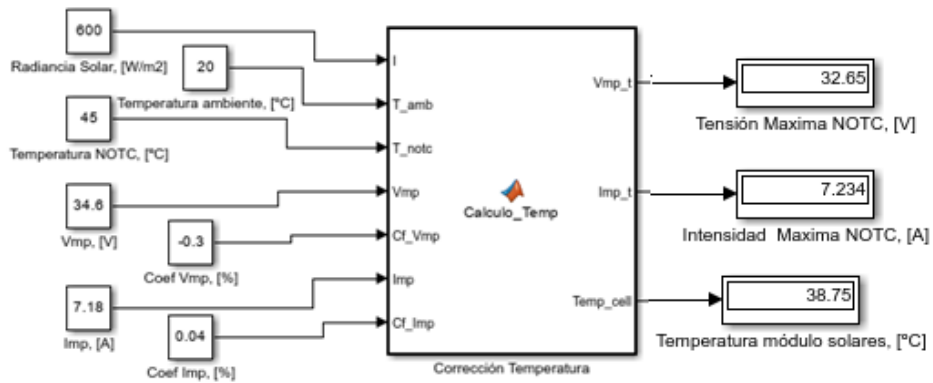 600
Radiancia Solar, [W/m2]
20
Temperatura ambiente, [ºC]
45
Temperatura NOTC, [ºC]
34.6
Vmp, [V]
-0.3
Coef Vmp, [%]
7.18
Imp, [A]
0.04
Coef Imp, [%]
I
T_amb
T_notc
Vmp
Cf_Vmp
Imp
Cf_Imp
Calculo_Temp
Vmp_t
Imp_t
Temp_cell
Corrección Temperatura
32.65
Tensión Maxima NOTC, [V]
7.234
Intensidad Maxima NOTC, [A]
38.75
Temperatura módulo solares, [ºC]